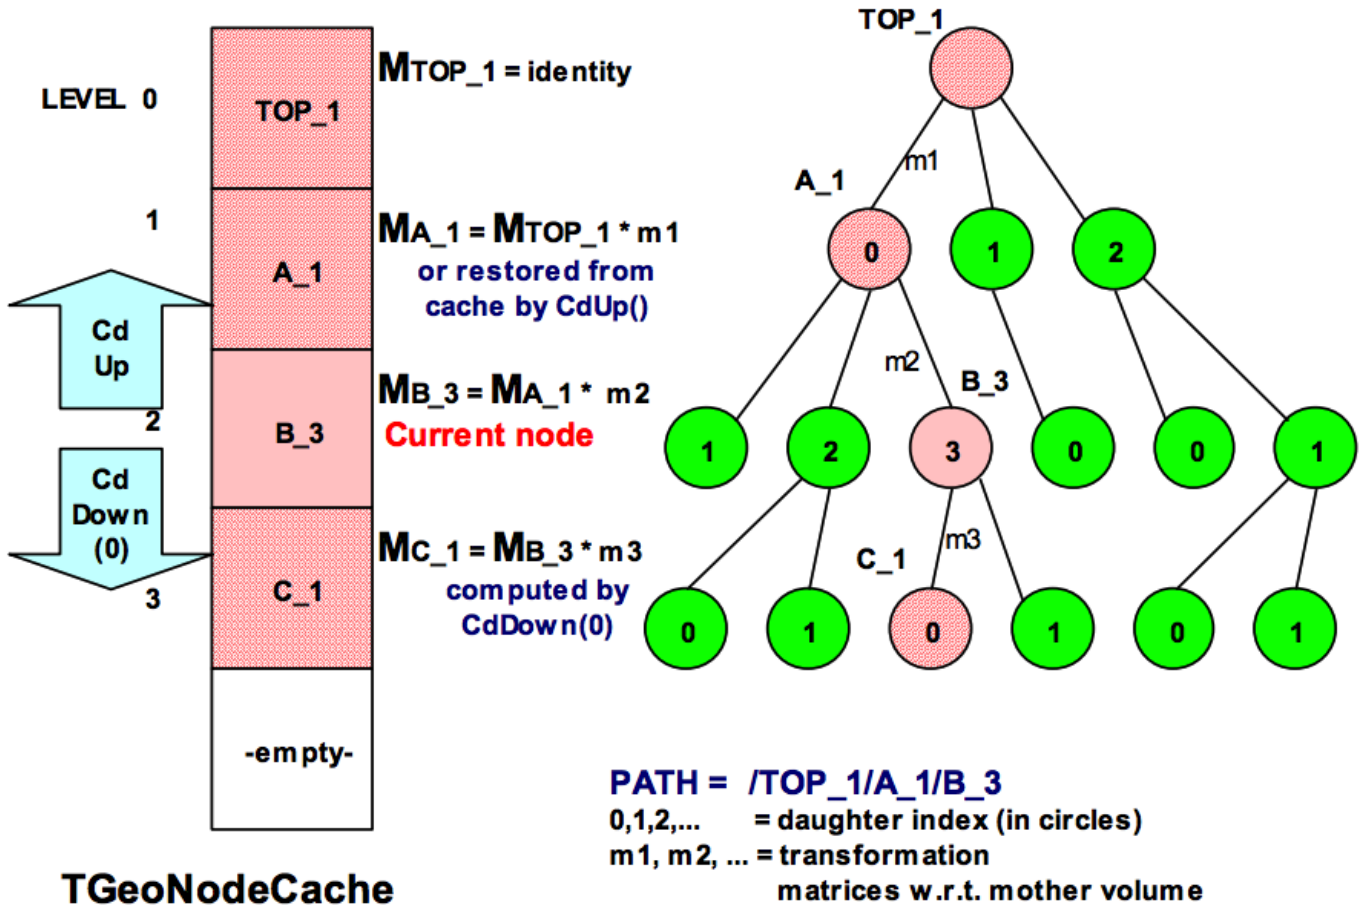 LEVEL 0
TOP_1
MTOP_1 = identity
1
A_1
MA_1 = MTOP_1 * m1
or restored from
cache by CdUp()
Cd
Up
2
B_3
MB_3 = MA_1 * m2
Current node
Cd
Down
(0)
3
C_1
MC_1 = MB_3 * m3
computed by
CdDown(0)
-empty-
TGeoNodeCache
TOP_1
m1
A_1
0
1
2
m2
B_3
1
2
3
0
0
1
C_1
m3
0
1
0
1
0
1
PATH = /TOP_1/A_1/B_3
0,1,2,... = daughter index (in circles)
m1, m2, ... = transformation
matrices w.r.t. mother volume